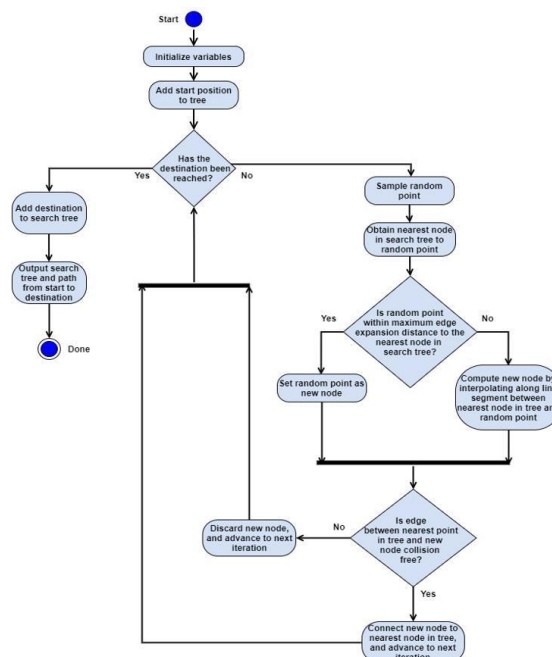 Start
Initialize variables
Add start position
to tree
Has the
destination been
reached?
Yes
No
Add destination
to search tree
Output search
tree and path
from start to
destination
Done
Sample random
point
Obtain nearest node
in search tree to
random point
Is random point
within maximum edge
expansion distance to the
nearest node in
search tree?
Yes
No
Set random point as
new node
Compute new node by
interpolating along
segment between
nearest node in tree
random point
Is edge
between nearest point
in tree and new
node collision
free?
No
Yes
Discard new node,
and advance to next
iteration
Connect new node to
nearest node in tree,
and advance to next
iteration